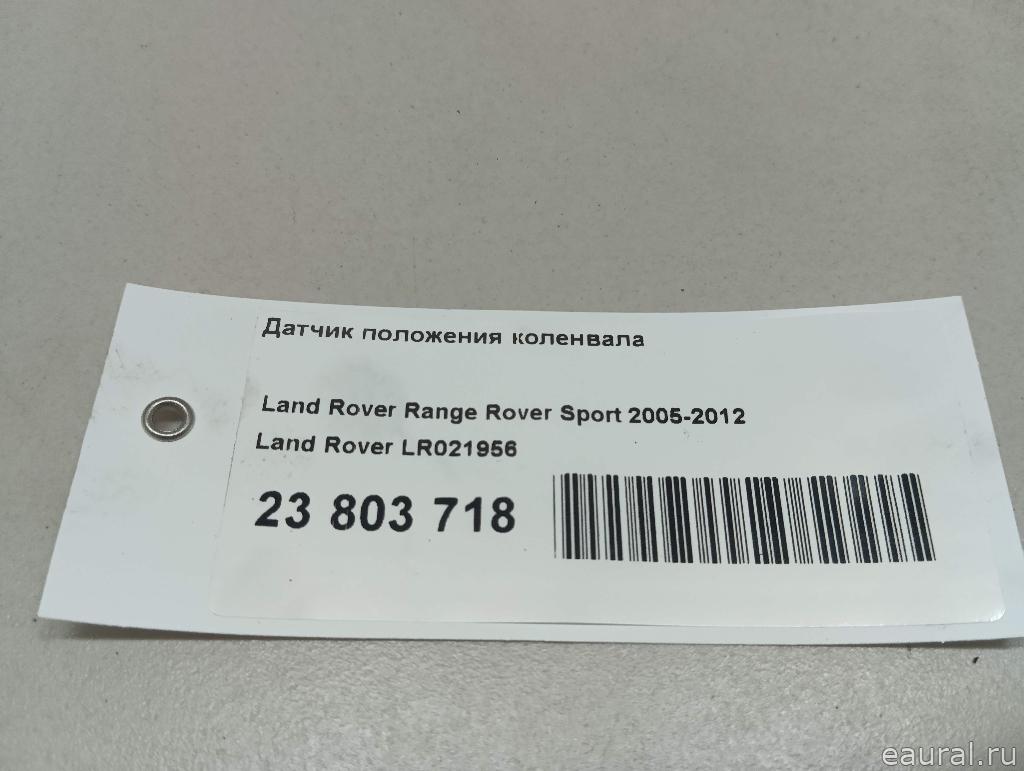 Датчик положения коленвала
Land Rover Range Rover Sport 2005-2012
Land Rover LR021956
23 803 718
eaural.ru